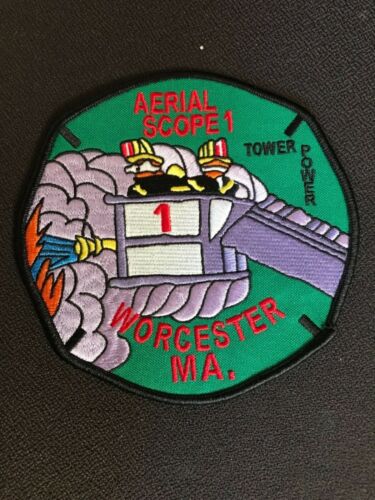 AERIAL
SCOPE 1
TOWER
POWER
1
WORCESTER
MA.